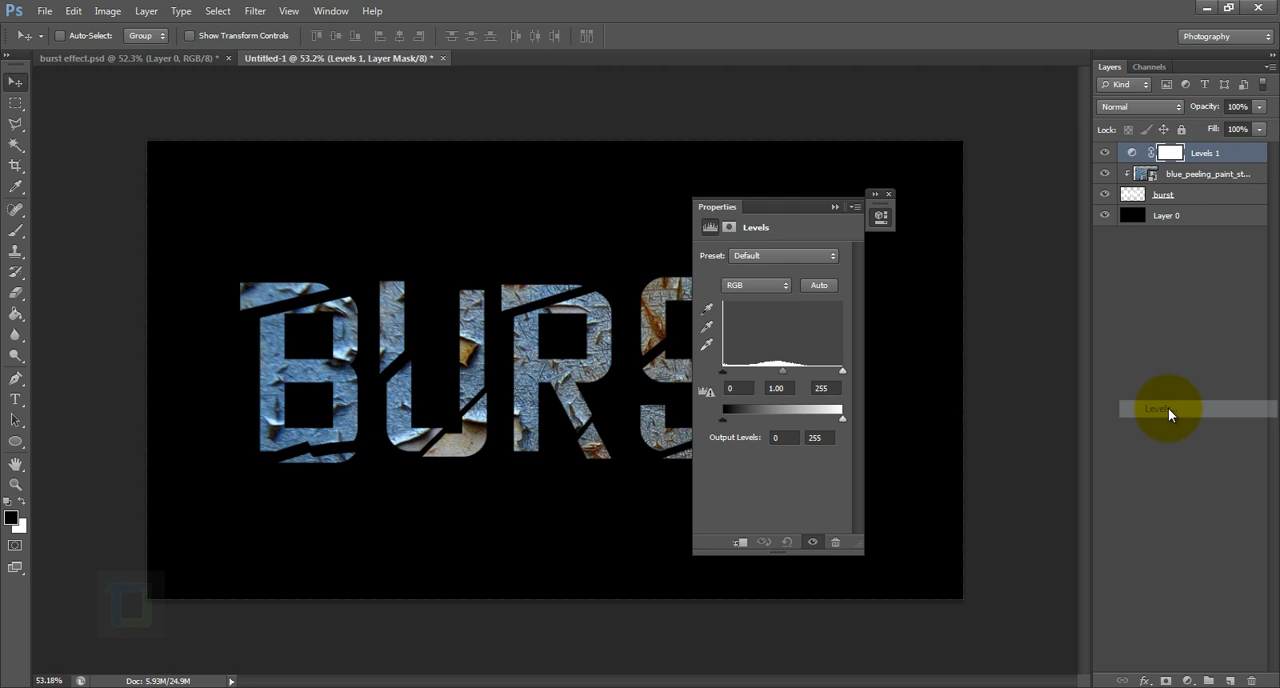 Ps File Edit Image Layer Type Select Filter View Window Help
Auto-Select: Group Show Transform Controls Photography
burst effect.psd @ 52.3% (Layer 0, RGB/8) * × Untitled-1 @ 53.2% (Levels 1, Layer Mask/8) * ×
Layers Channels
Kind
Normal Opacity: 100%
Lock: Fill: 100%
Levels 1
blue_peeling_paint_st...
burst
Layer 0
Properties
Levels
Preset: Default
RGB Auto
0 1.00 255
Output Levels: 0 255
BURS
Levels...
53.18% Doc: 5.93M/24.9M